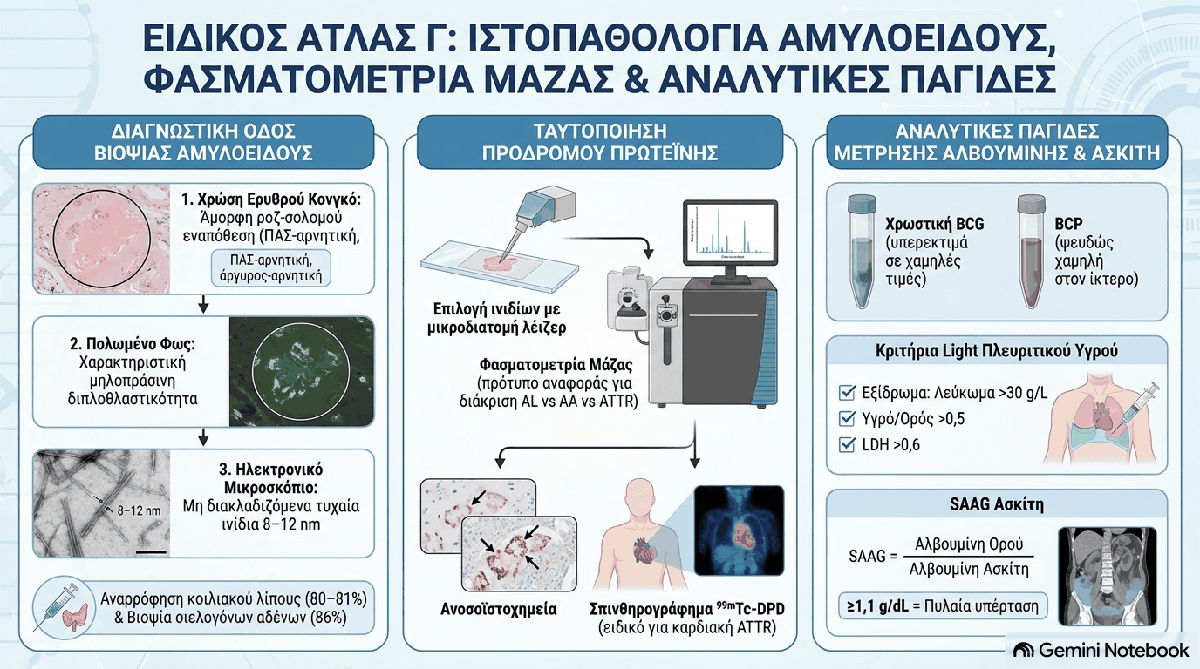 ΕΙΔΙΚΟΣ ΑΤΛΑΣ Γ: ΙΣΤΟΠΑΘΟΛΟΓΙΑ ΑΜΥΛΟΕΙΔΟΥΣ,
ΦΑΣΜΑΤΟΜΕΤΡΙΑ ΜΑΖΑΣ & ΑΝΑΛΥΤΙΚΕΣ ΠΑΓΙΔΕΣ
ΔΙΑΓΝΩΣΤΙΚΗ ΟΔΟΣ
ΒΙΟΨΙΑΣ ΑΜΥΛΟΕΙΔΟΥΣ
1. Χρώση Ερυθρού Κονγκό:
Άμορφη ροζ-σολομού
εναπόθεση (ΠΑΣ-αρνητική,
ΠΑΣ-αρνητική,
άργυρος-αρνητική
2. Πολωμένο Φως:
Χαρακτηριστική
μηλοπράσινη
διπλοθλαστικότητα
8–12 nm
3. Ηλεκτρονικό
Μικροσκόπιο:
Μη διακλαδιζόμενα τυχαία
ινίδια 8–12 nm
Αναρρόφηση κοιλιακού λίπους (80–81%)
& Βιοψία σιελογόνων αδένων (86%)
ΤΑΥΤΟΠΟΙΗΣΗ
ΠΡΟΔΡΟΜΟΥ ΠΡΩΤΕΪΝΗΣ
Επιλογή ινιδίων με
μικροδιατομή λέιζερ
Φασματομετρία Μάζας
(πρότυπο αναφοράς για
διάκριση AL vs AA vs ATTR)
Ανοσοϊστοχημεία
Σπινθηρογράφημα ⁹⁹ᵐTc-DPD
(ειδικό για καρδιακή ATTR)
ΑΝΑΛΥΤΙΚΕΣ ΠΑΓΙΔΕΣ
ΜΕΤΡΗΣΗΣ ΑΛΒΟΥΜΙΝΗΣ & ΑΣΚΙΤΗ
Χρωστική BCG
(υπερεκτιμά
σε χαμηλές
τιμές)
BCP
(ψευδώς
χαμηλή
στον ίκτερο)
Κριτήρια Light Πλευριτικού Υγρού
Εξίδρωμα: Λεύκωμα >30 g/L
Υγρό/Ορός >0,5
LDH >0,6
SAAG Ασκίτη
SAAG = Αλβουμίνη Ορού
Αλβουμίνη Ασκίτη
≥1,1 g/dL = Πυλαία υπέρταση
Gemini Notebook